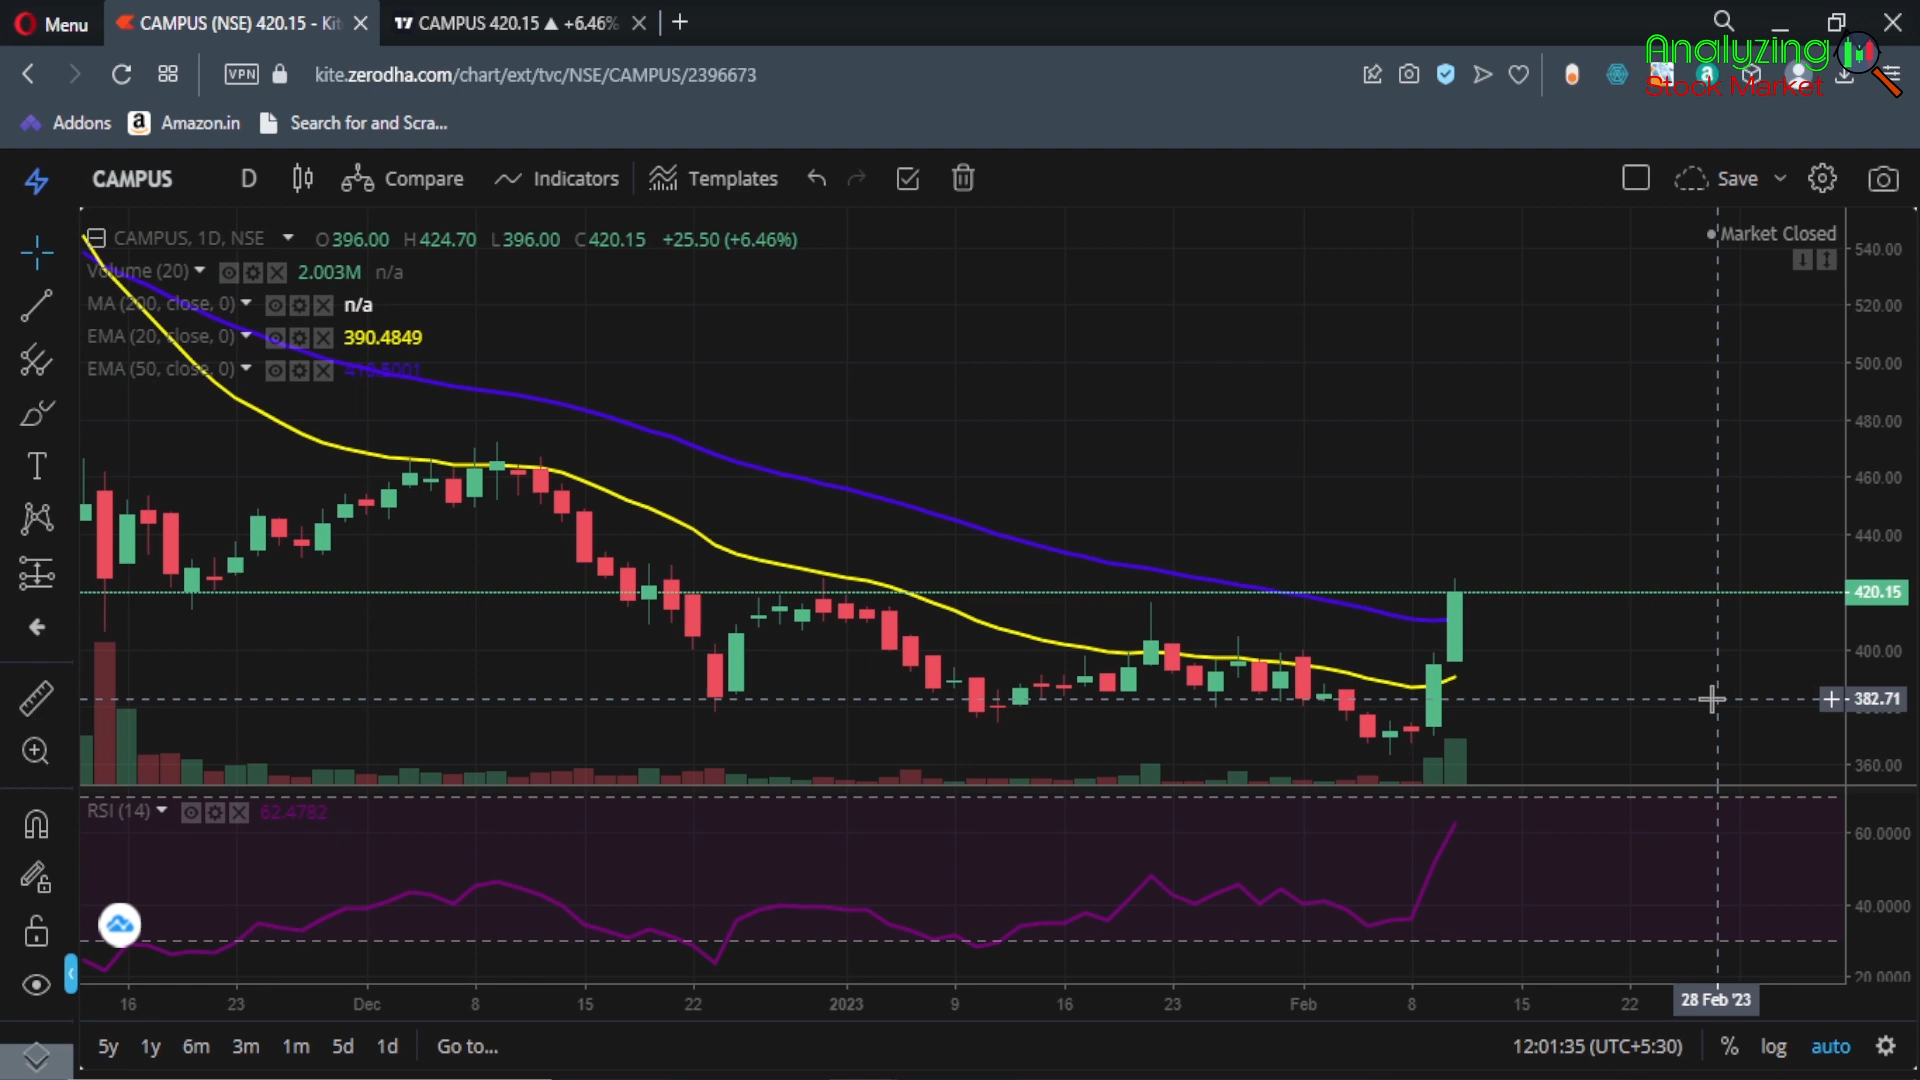 Menu
CAMPUS (NSE) 420.15 - Kit
CAMPUS 420.15 ▲ +6.46%
Analyzing
Stock Market
VPN
kite.zerodha.com/chart/ext/tvc/NSE/CAMPUS/2396673
Addons
Amazon.in
Search for and Scra...
CAMPUS
D
Compare
Indicators
Templates
Save
CAMPUS, 1D, NSE
O396.00 H424.70 L396.00 C420.15 +25.50 (+6.46%)
Market Closed
Volume (20)
2.003M n/a
MA (200, close, 0)
n/a
EMA (20, close, 0)
390.4849
EMA (50, close, 0)
540.00
520.00
500.00
480.00
460.00
440.00
420.15
400.00
382.71
360.00
RSI (14)
62.4782
60.0000
40.0000
20.0000
16 23 Dec 8 15 22 2023 9 16 23 Feb 8 15 22 28 Feb '23
5y 1y 6m 3m 1m 5d 1d Go to...
12:01:35 (UTC+5:30) % log auto